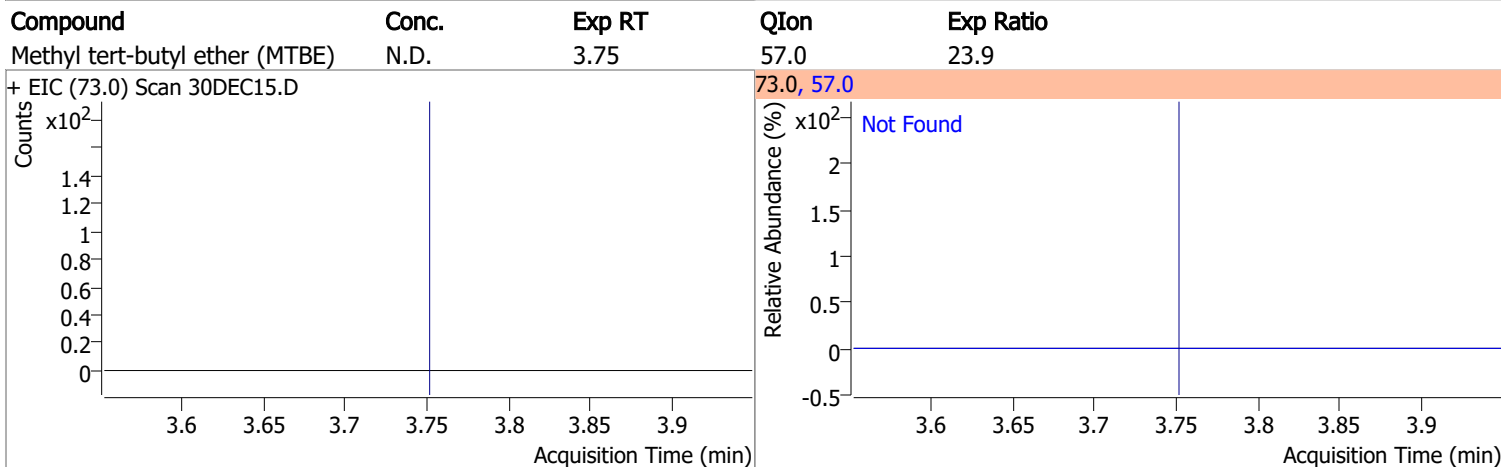 Compound Conc. Exp RT QIon Exp Ratio
Methyl tert-butyl ether (MTBE) N.D. 3.75 57.0 23.9
+ EIC (73.0) Scan 30DEC15.D
Counts
x10²
1.4
1.2
1
0.8
0.6
0.4
0.2
0
3.6 3.65 3.7 3.75 3.8 3.85 3.9
Acquisition Time (min)
73.0, 57.0
Relative Abundance (%)
x10²
Not Found
2
1.5
1
0.5
0
-0.5
3.6 3.65 3.7 3.75 3.8 3.85 3.9
Acquisition Time (min)